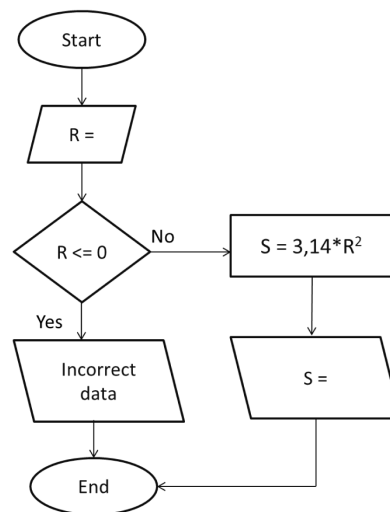 Start
R =
R <= 0
No
S = 3,14*R²
Yes
Incorrect
data
S =
End